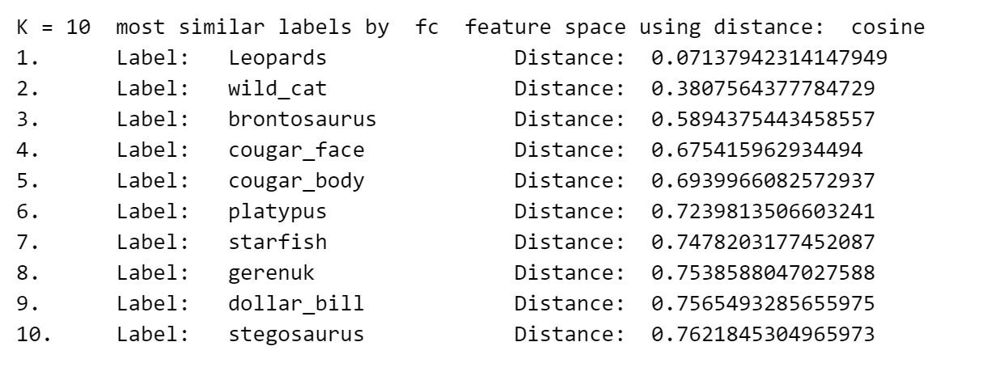 K = 10  most similar labels by  fc  feature space using distance:  cosine
1.      Label:   Leopards               Distance:  0.07137942314147949
2.      Label:   wild_cat               Distance:  0.3807564377784729
3.      Label:   brontosaurus           Distance:  0.5894375443458557
4.      Label:   cougar_face            Distance:  0.675415962934494
5.      Label:   cougar_body            Distance:  0.6939966082572937
6.      Label:   platypus               Distance:  0.7239813506603241
7.      Label:   starfish               Distance:  0.7478203177452087
8.      Label:   gerenuk                Distance:  0.7538588047027588
9.      Label:   dollar_bill            Distance:  0.7565493285655975
10.     Label:   stegosaurus            Distance:  0.7621845304965973